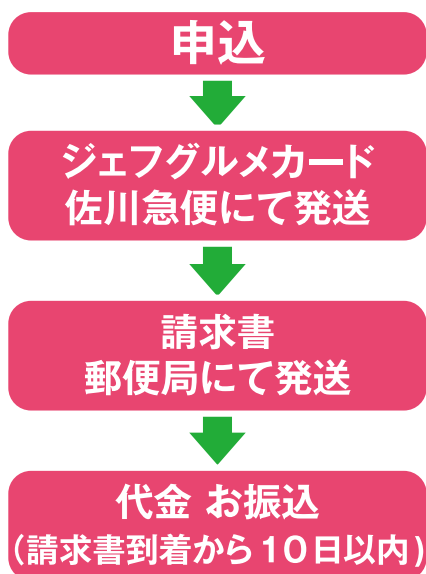 申込
ジェフグルメカード
佐川急便にて発送
請求書
郵便局にて発送
代金 お振込
(請求書到着から10日以内)